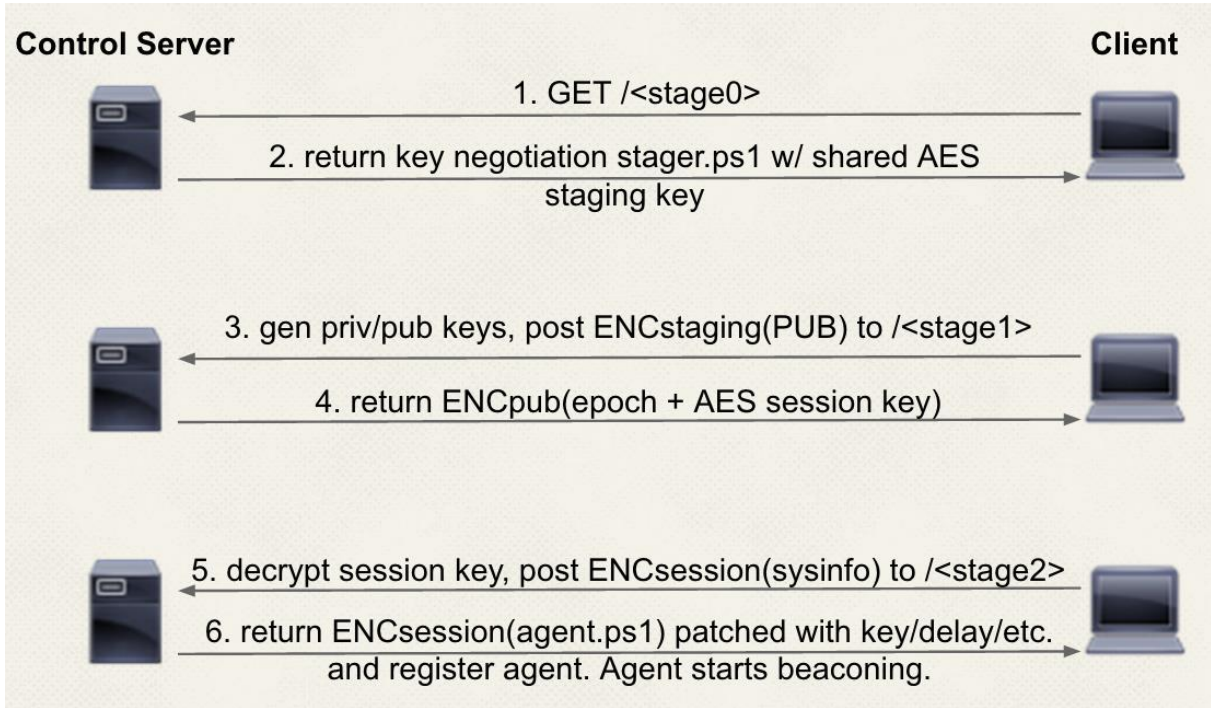 Control Server
Client
1. GET /<stage0>
2. return key negotiation stager.ps1 w/ shared AES
staging key
3. gen priv/pub keys, post ENCstaging(PUB) to /<stage1>
4. return ENCpub(epoch + AES session key)
5. decrypt session key, post ENCsession(sysinfo) to /<stage2>
6. return ENCsession(agent.ps1) patched with key/delay/etc.
and register agent. Agent starts beaconing.